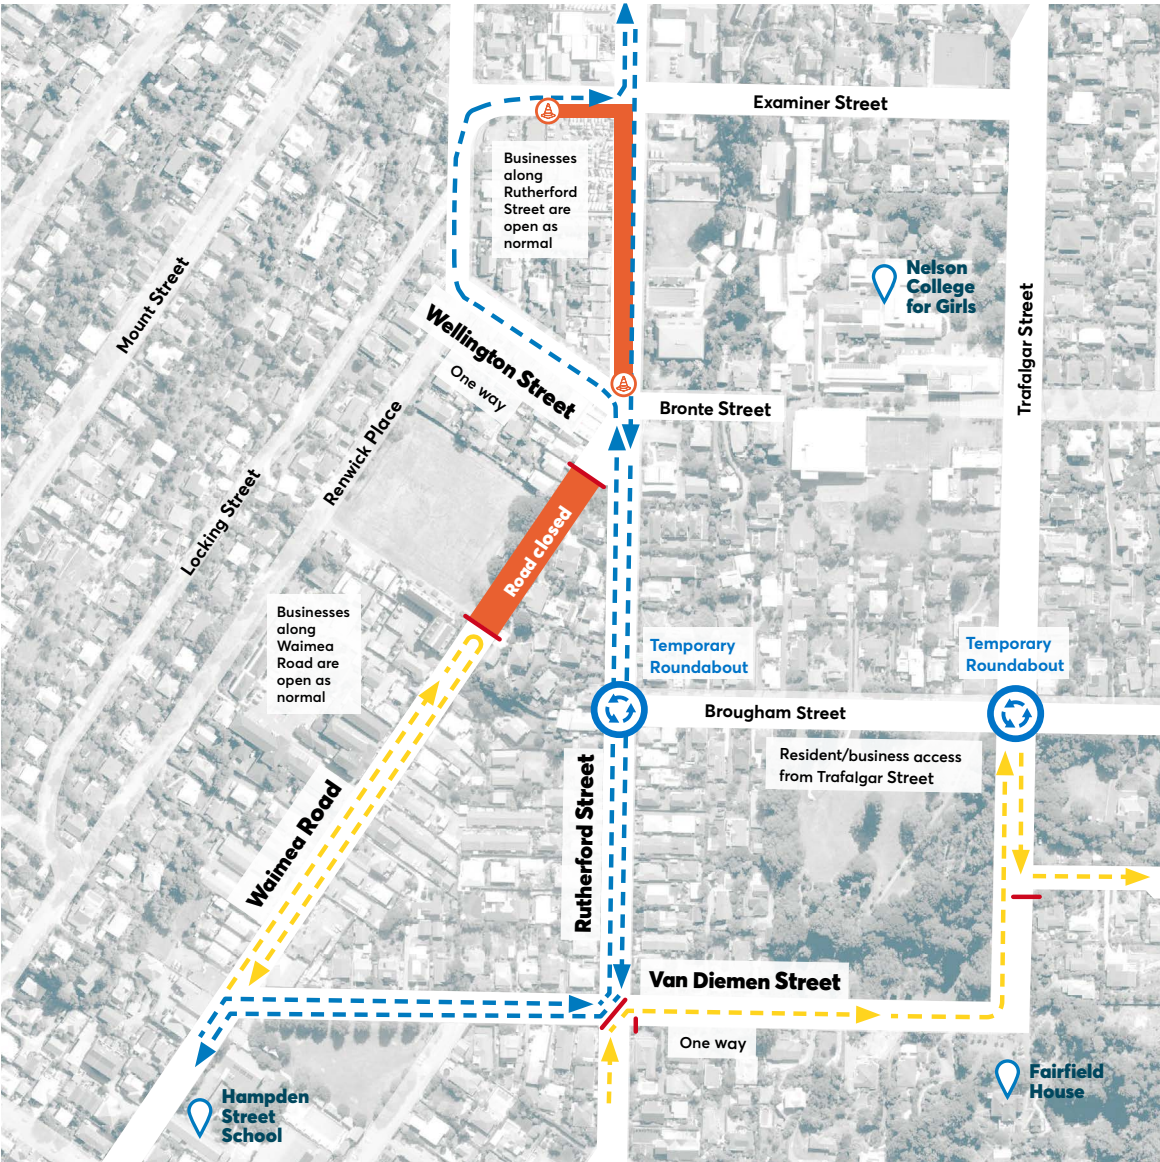 Examiner Street
Businesses
along
Rutherford
Street are
open as
normal
Nelson
College
for Girls
Mount Street
Trafalgar Street
Wellington Street
One way
Bronte Street
Renwick Place
Locking Street
Road closed
Businesses
along
Waimea
Road are
open as
normal
Temporary
Roundabout
Temporary
Roundabout
Brougham Street
Resident/business access
from Trafalgar Street
Rutherford Street
Waimea Road
Van Diemen Street
One way
Fairfield
House
Hampden
Street
School